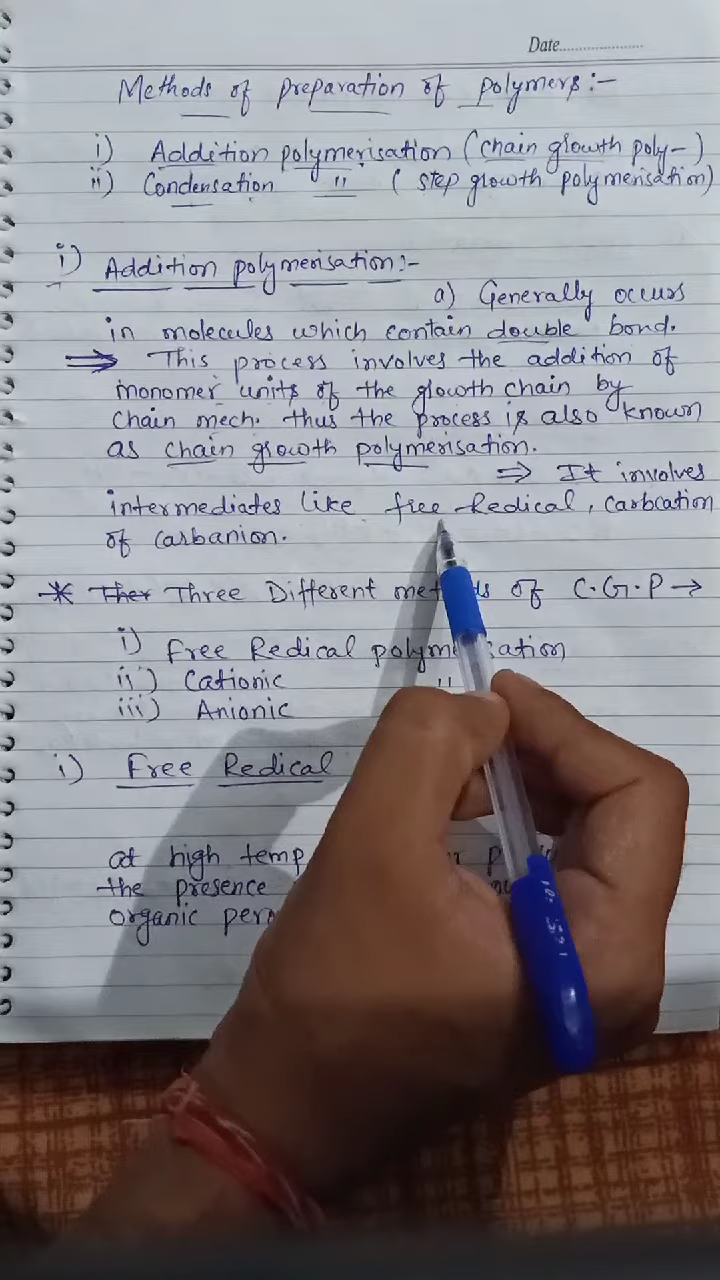 Date....................
Methods of preparation of polymers:-
i) Addition polymerisation (chain growth poly-)
ii) Condensation " (step growth polymerisation)
i) Addition polymerisation:-
a) Generally occurs
in molecules which contain double bond.
⇒ This process involves the addition of
monomer units of the growth chain by
chain mech. thus the process is also known
as chain growth polymerisation.
⇒ It involves
intermediates like free Redical, Carbcation
of carbanion.
* Ther Three Different of C.G.P →
i) Free Redical
ii) Cationic "
iii) Anionic
i) Free Redical
at high temp
the presence
organic